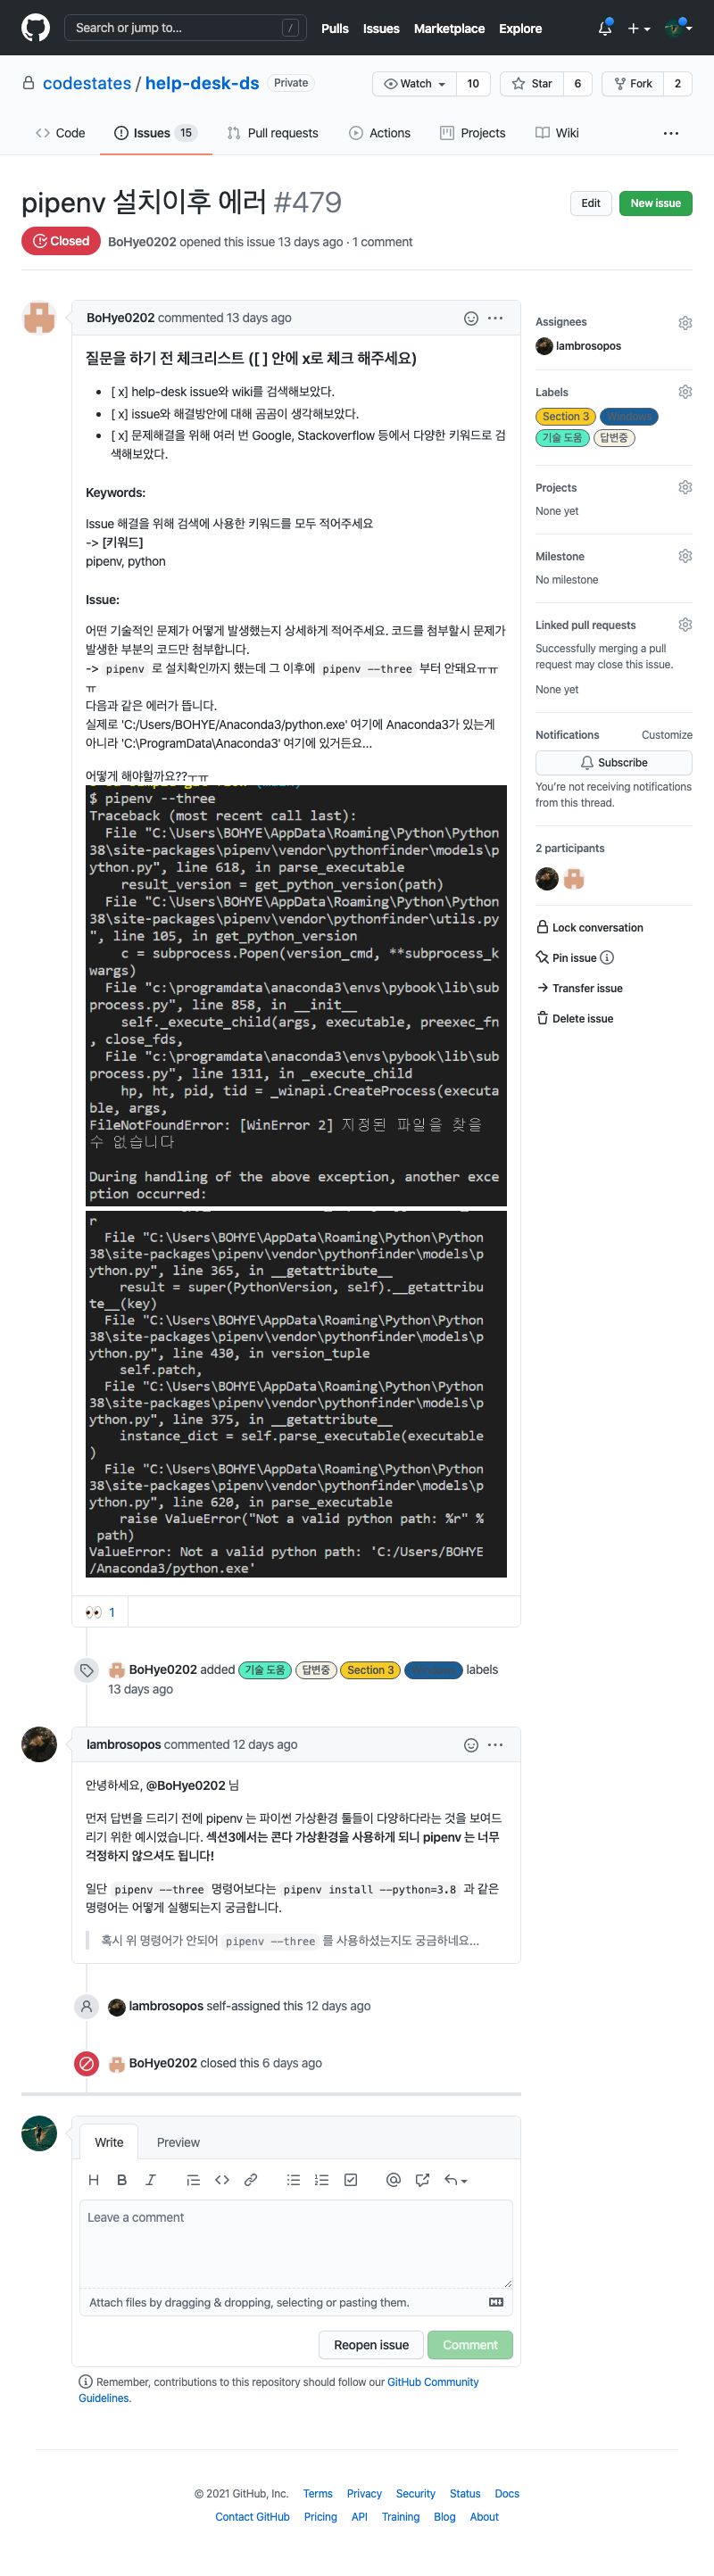 Search or jump to... /
Pulls Issues Marketplace Explore
codestates / help-desk-ds Private
Watch 10 Star 6 Fork 2
Code Issues 15 Pull requests Actions Projects Wiki
pipenv 설치이후 에러 #479
Edit New issue
Closed BoHye0202 opened this issue 13 days ago · 1 comment
BoHye0202 commented 13 days ago
질문을 하기 전 체크리스트 ([ ] 안에 x로 체크 해주세요)
• [ x] help-desk issue와 wiki를 검색해보았다.
• [ x] issue와 해결방안에 대해 곰곰이 생각해보았다.
• [ x] 문제해결을 위해 여러 번 Google, Stackoverflow 등에서 다양한 키워드로 검
색해보았다.
Keywords:
Issue 해결을 위해 검색에 사용한 키워드를 모두 적어주세요
-> [키워드]
pipenv, python
Issue:
어떤 기술적인 문제가 어떻게 발생했는지 상세하게 적어주세요. 코드를 첨부할시 문제가
발생한 부분의 코드만 첨부합니다.
-> pipenv 로 설치확인까지 했는데 그 이후에 pipenv --three 부터 안돼요ㅠㅠ
ㅠ
다음과 같은 에러가 뜹니다.
실제로 'C:/Users/BOHYE/Anaconda3/python.exe' 여기에 Anaconda3가 있는게
아니라 'C:\ProgramData\Anaconda3' 여기에 있거든요...
어떻게 해야할까요??ㅜㅠ
$ pipenv --three
Traceback (most recent call last):
File "C:\Users\BOHYE\AppData\Roaming\Python\Python
38\site-packages\pipenv\vendor\pythonfinder\models\p
ython.py", line 618, in parse_executable
result_version = get_python_version(path)
File "C:\Users\BOHYE\AppData\Roaming\Python\Python
38\site-packages\pipenv\vendor\pythonfinder\utils.py
", line 105, in get_python_version
c = subprocess.Popen(version_cmd, **subprocess_k
wargs)
File "c:\programdata\anaconda3\envs\pybook\lib\sub
process.py", line 858, in __init__
self._execute_child(args, executable, preexec_fn
, close_fds,
File "c:\programdata\anaconda3\envs\pybook\lib\sub
process.py", line 1311, in _execute_child
hp, ht, pid, tid = _winapi.CreateProcess(executa
ble, args,
FileNotFoundError: [WinError 2] 지정된 파일을 찾을
수 없습니다
During handling of the above exception, another exce
ption occurred:
r
File "C:\Users\BOHYE\AppData\Roaming\Python\Python
38\site-packages\pipenv\vendor\pythonfinder\models\p
ython.py", line 365, in __getattribute__
result = super(PythonVersion, self).__getattribu
te__(key)
File "C:\Users\BOHYE\AppData\Roaming\Python\Python
38\site-packages\pipenv\vendor\pythonfinder\models\p
ython.py", line 430, in version_tuple
self.patch,
File "C:\Users\BOHYE\AppData\Roaming\Python\Python
38\site-packages\pipenv\vendor\pythonfinder\models\p
ython.py", line 375, in __getattribute__
instance_dict = self.parse_executable(executable
)
File "C:\Users\BOHYE\AppData\Roaming\Python\Python
38\site-packages\pipenv\vendor\pythonfinder\models\p
ython.py", line 620, in parse_executable
raise ValueError("Not a valid python path: %r" %
path)
ValueError: Not a valid python path: 'C:/Users/BOHYE
/Anaconda3/python.exe'
1
BoHye0202 added 기술 도움 답변중 Section 3 Windows labels
13 days ago
lambrosopos commented 12 days ago
안녕하세요, @BoHye0202 님
먼저 답변을 드리기 전에 pipenv 는 파이썬 가상환경 툴들이 다양하다라는 것을 보여드
리기 위한 예시였습니다. 섹션3에서는 콘다 가상환경을 사용하게 되니 pipenv 는 너무
걱정하지 않으셔도 됩니다!
일단 pipenv --three 명령어보다는 pipenv install --python=3.8 과 같은
명령어는 어떻게 실행되는지 궁금합니다.
혹시 위 명령어가 안되어 pipenv --three 를 사용하셨는지도 궁금하네요...
lambrosopos self-assigned this 12 days ago
BoHye0202 closed this 6 days ago
Write Preview
Leave a comment
Attach files by dragging & dropping, selecting or pasting them.
Reopen issue Comment
Remember, contributions to this repository should follow our GitHub Community
Guidelines.
Assignees
lambrosopos
Labels
Section 3 Windows
기술 도움 답변중
Projects
None yet
Milestone
No milestone
Linked pull requests
Successfully merging a pull
request may close this issue.
None yet
Notifications Customize
Subscribe
You're not receiving notifications
from this thread.
2 participants
Lock conversation
Pin issue
Transfer issue
Delete issue
© 2021 GitHub, Inc. Terms Privacy Security Status Docs
Contact GitHub Pricing API Training Blog About